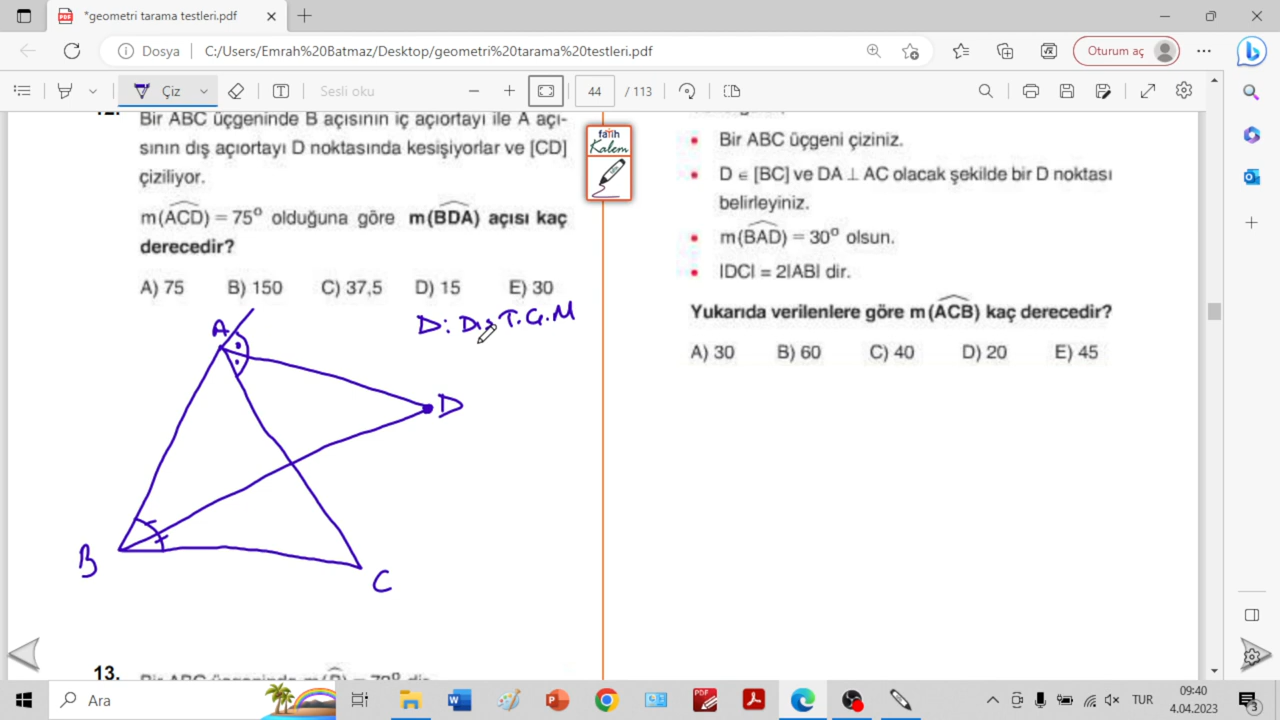 *geometri tarama testleri.pdf
Dosya
C:/Users/Emrah%20Batmaz/Desktop/geometri%20tarama%20testleri.pdf
Oturum aç
Çiz
Sesli oku
44
/ 113
12.
Bir ABC üçgeninde B açısının iç açıortayı ile A açı-
sının dış açıortayı D noktasında kesişiyorlar ve [CD]
çiziliyor.
m(ACD) = 75° olduğuna göre m(BDA) açısı kaç
derecedir?
A) 75 B) 150 C) 37,5 D) 15 E) 30
D: Dış T.G.M
A
D
B
C
13.
fatih
Kalem
• Bir ABC üçgeni çiziniz.
• D ∈ [BC] ve DA ⊥ AC olacak şekilde bir D noktası
belirleyiniz.
• m(BAD) = 30° olsun.
• |DC| = 2|AB| dir.
Yukarıda verilenlere göre m(ACB) kaç derecedir?
A) 30 B) 60 C) 40 D) 20 E) 45
Ara
TUR
09:40
4.04.2023
3